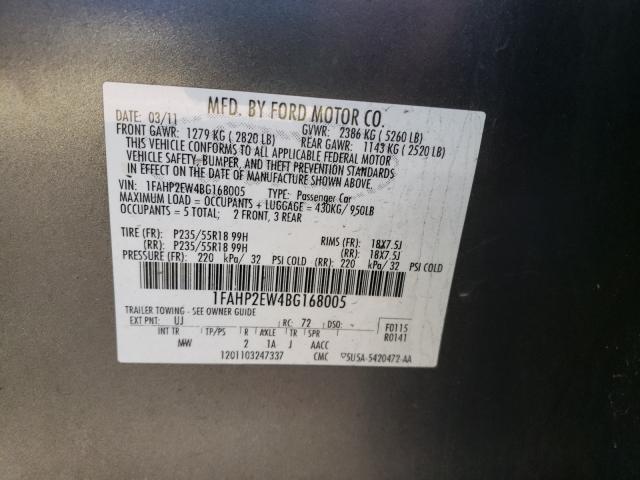 MFD. BY FORD MOTOR CO.
DATE: 03/11 GVWR: 2386 KG ( 5260 LB)
FRONT GAWR: 1279 KG ( 2820 LB) REAR GAWR: 1143 KG ( 2520 LB)
THIS VEHICLE CONFORMS TO ALL APPLICABLE FEDERAL MOTOR
VEHICLE SAFETY, BUMPER, AND THEFT PREVENTION STANDARDS
IN EFFECT ON THE DATE OF MANUFACTURE SHOWN ABOVE.
VIN: 1FAHP2EW4BG168005 TYPE: Passenger Car
MAXIMUM LOAD = OCCUPANTS + LUGGAGE = 430KG/ 950LB
OCCUPANTS = 5 TOTAL; 2 FRONT, 3 REAR
TIRE (FR): P235/55R18 99H RIMS (FR): 18X7.5J
(RR): P235/55R18 99H (RR): 18X7.5J
PRESSURE (FR): 220 kPa/ 32 PSI COLD (RR): 220 kPa/ 32 PSI COLD
1FAHP2EW4BG168005
TRAILER TOWING - SEE OWNER GUIDE
EXT PNT: UJ RC: 72 DSO: F0115
INT TR TP/PS R AXLE TR SPR R0141
MW 2 1A J AACC
1201103247337 CMC 5U5A-5420472-AA